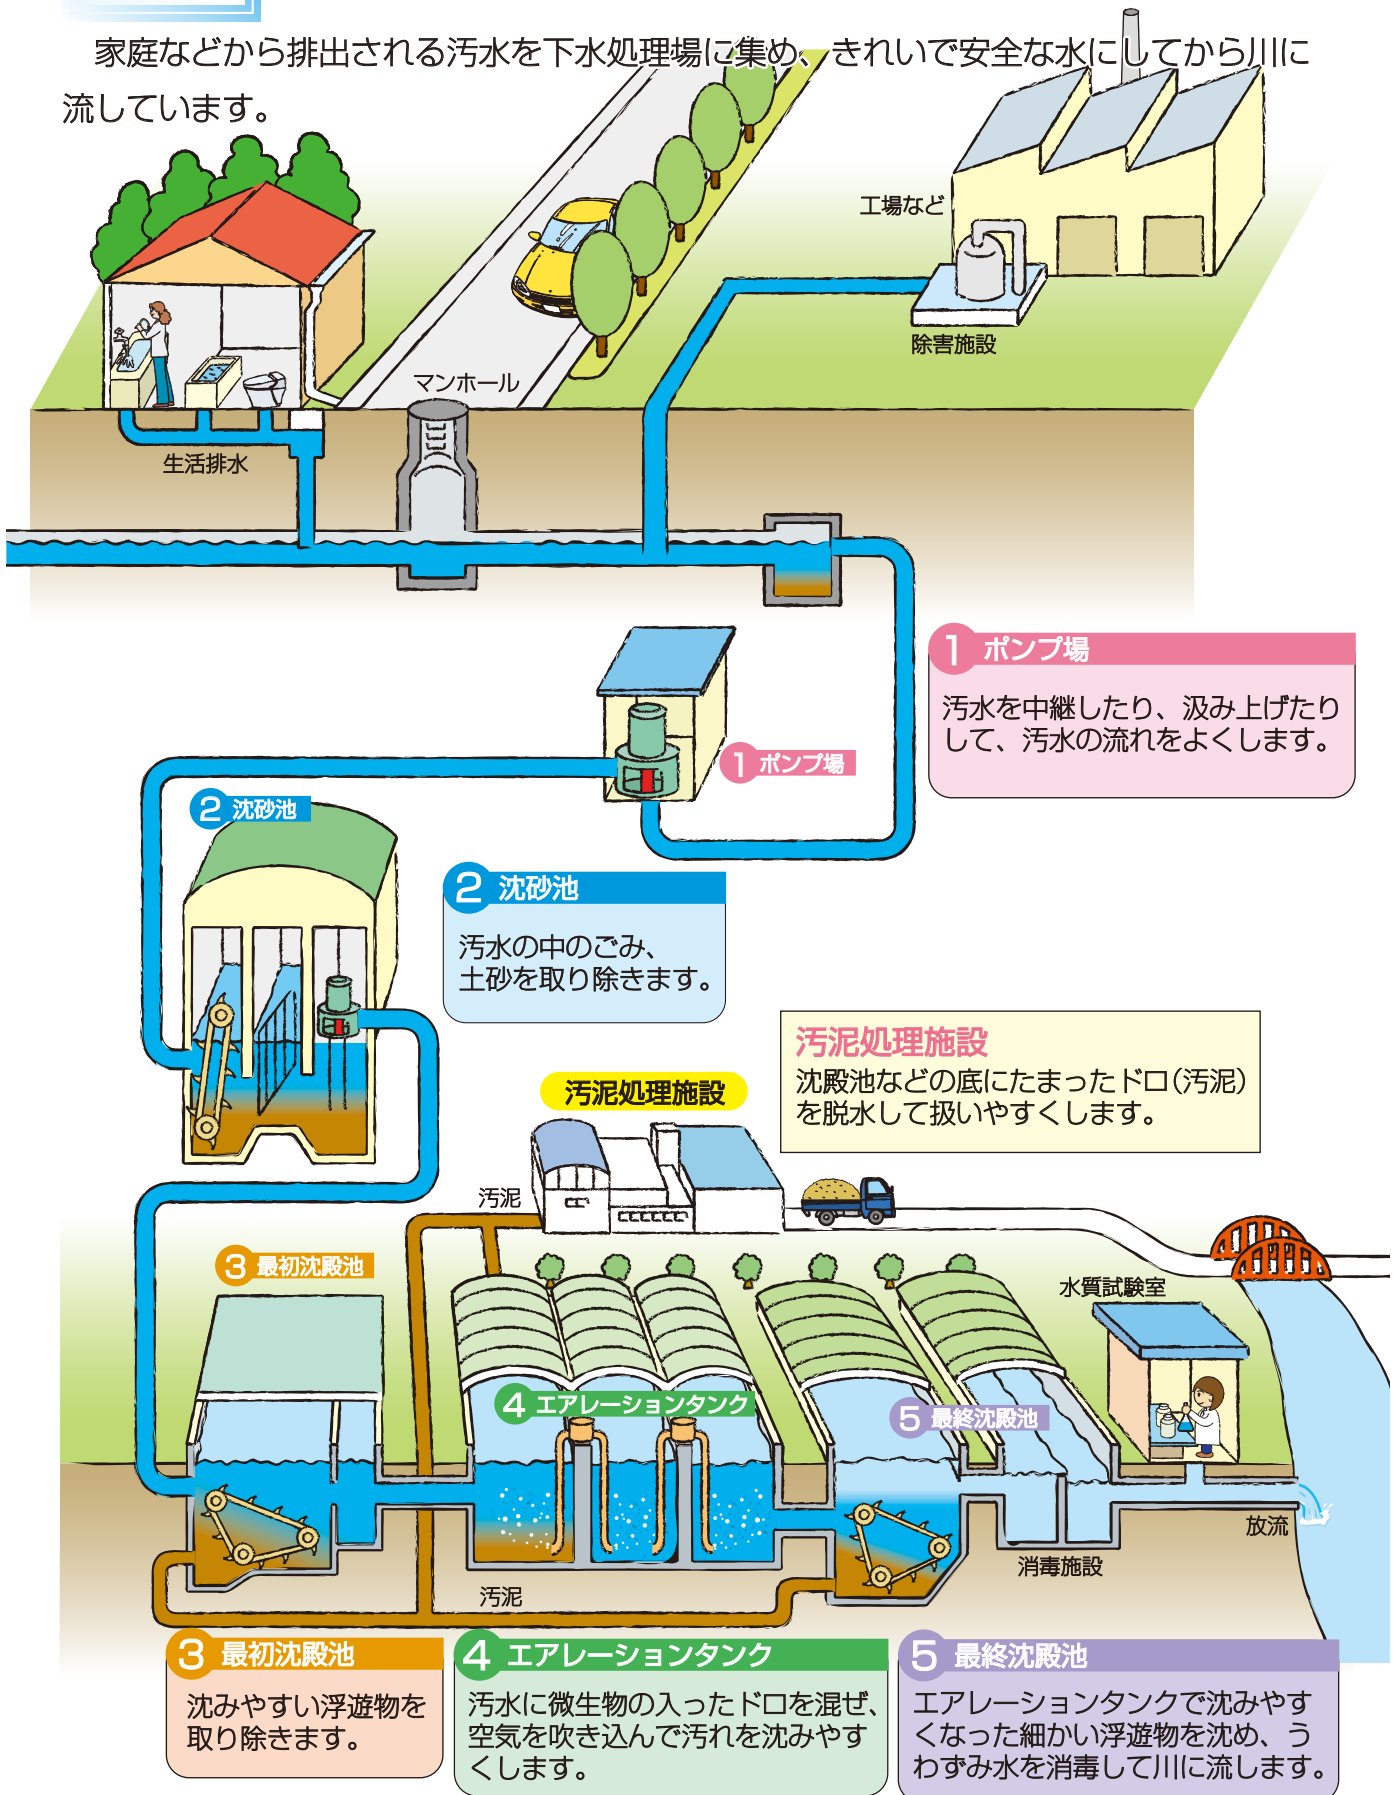 家庭などから排出される汚水を下水処理場に集め、きれいで安全な水にしてから川に
流しています。
工場など
除害施設
マンホール
生活排水
1 ポンプ場
汚水を中継したり、汲み上げたり
して、汚水の流れをよくします。
1 ポンプ場
2 沈砂池
2 沈砂池
汚水の中のごみ、
土砂を取り除きます。
汚泥処理施設
沈殿池などの底にたまったドロ(汚泥)
を脱水して扱いやすくします。
汚泥処理施設
汚泥
3 最初沈殿池
水質試験室
4 エアレーションタンク
5 最終沈殿池
放流
消毒施設
汚泥
3 最初沈殿池
沈みやすい浮遊物を
取り除きます。
4 エアレーションタンク
汚水に微生物の入ったドロを混ぜ、
空気を吹き込んで汚れを沈みやす
くします。
5 最終沈殿池
エアレーションタンクで沈みやす
くなった細かい浮遊物を沈め、う
わずみ水を消毒して川に流します。